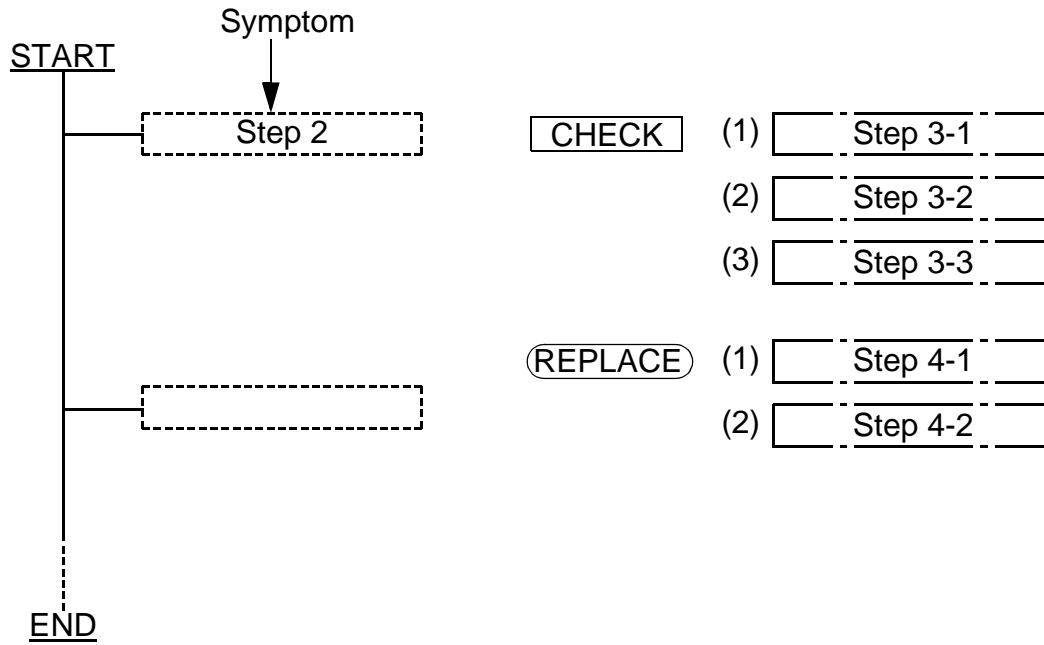 Symptom
START
Step 2
CHECK (1) Step 3-1
(2) Step 3-2
(3) Step 3-3
REPLACE (1) Step 4-1
(2) Step 4-2
END